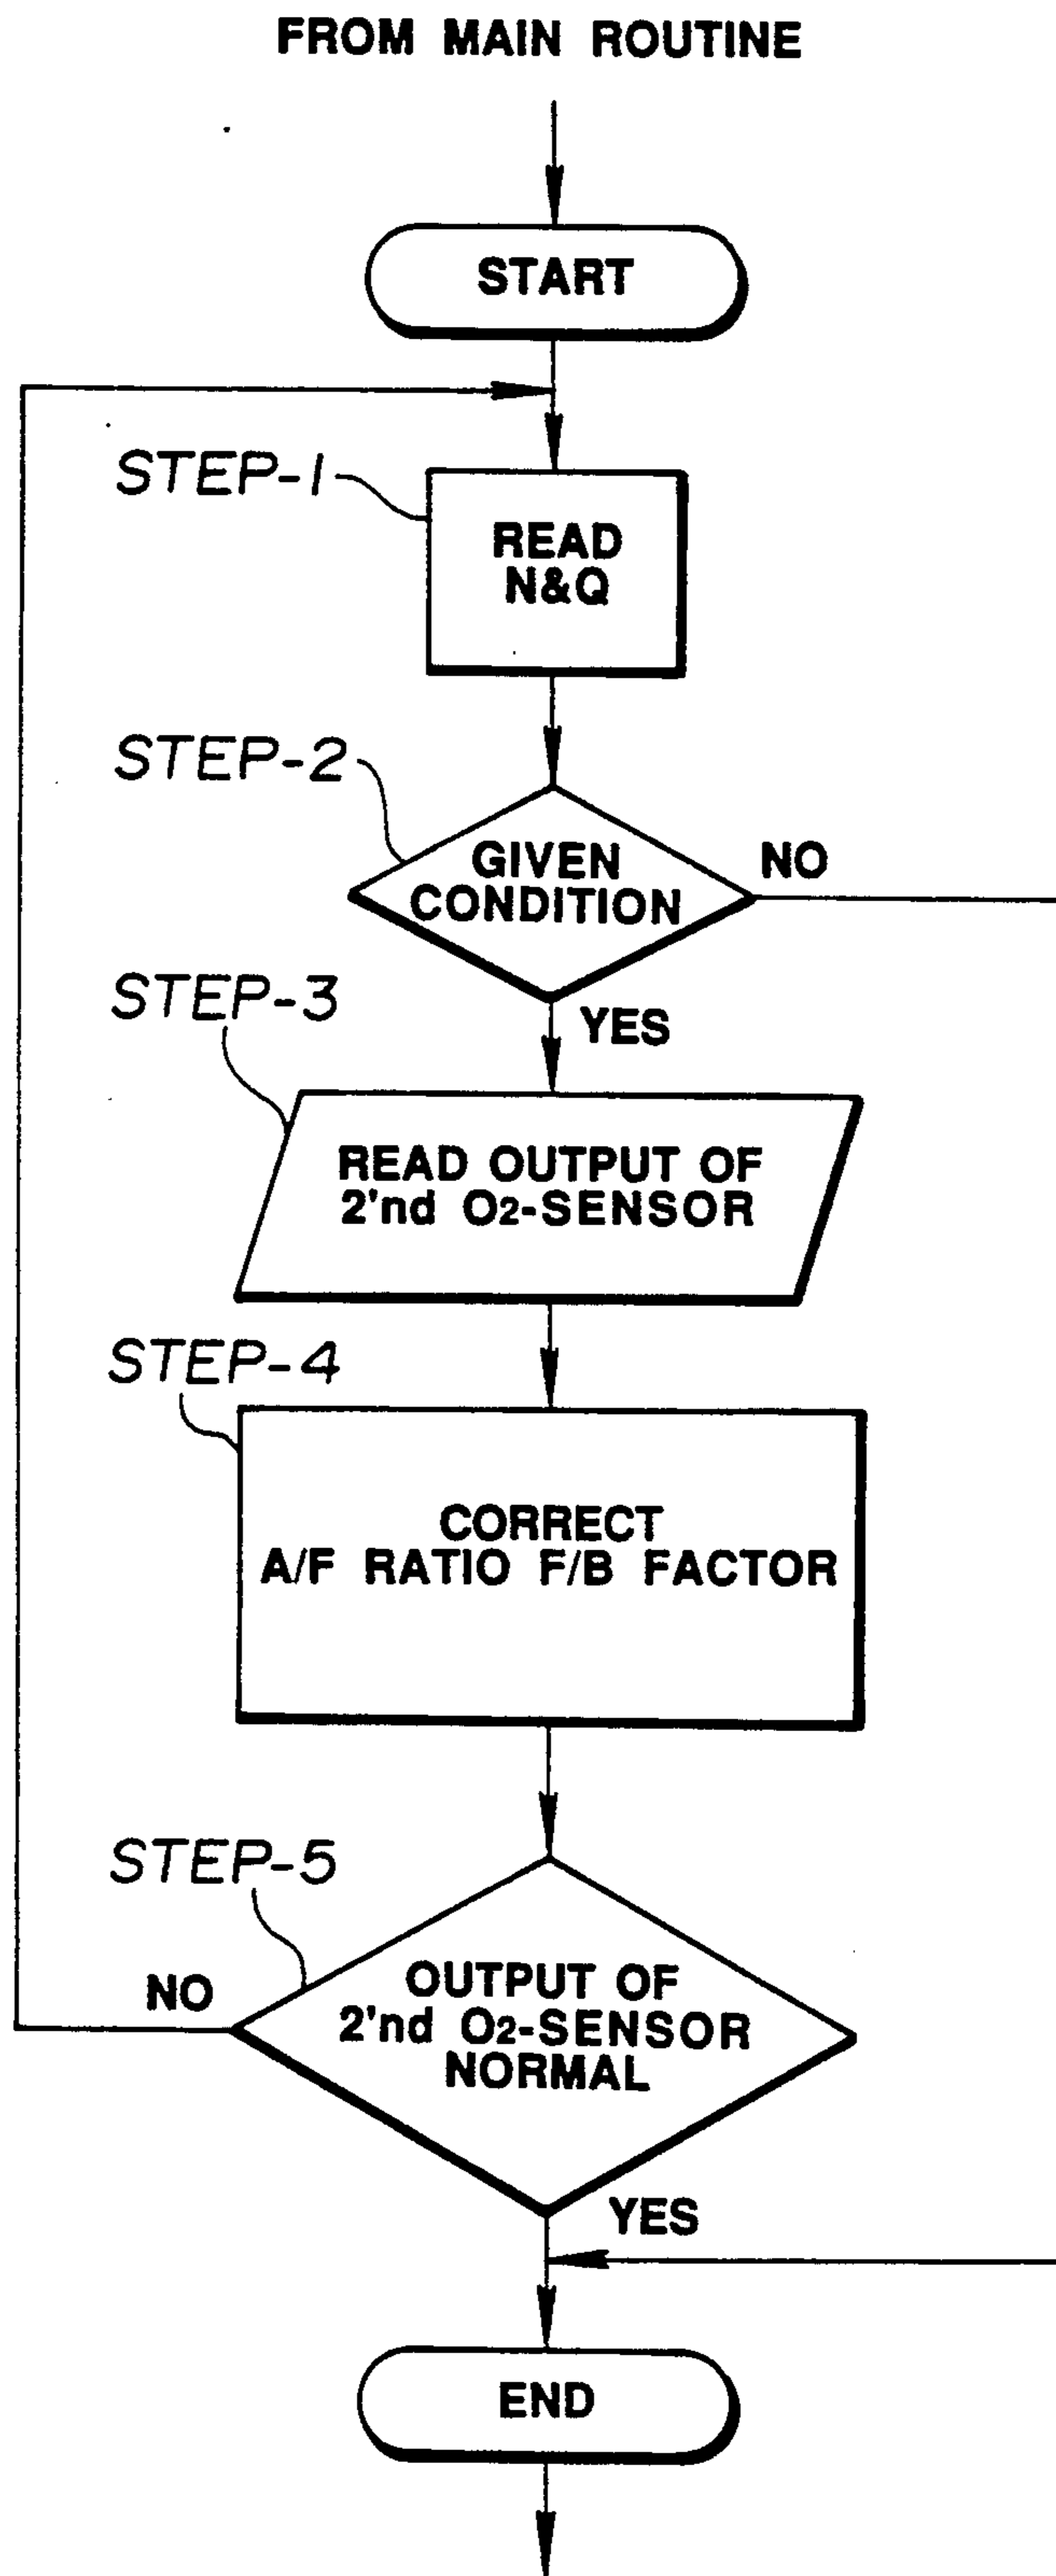 FROM MAIN ROUTINE
START
STEP-1
READ
N&Q
STEP-2
GIVEN
CONDITION
NO
YES
STEP-3
READ OUTPUT OF
2'nd O2-SENSOR
STEP-4
CORRECT
A/F RATIO F/B FACTOR
STEP-5
NO
OUTPUT OF
2'nd O2-SENSOR
NORMAL
YES
END